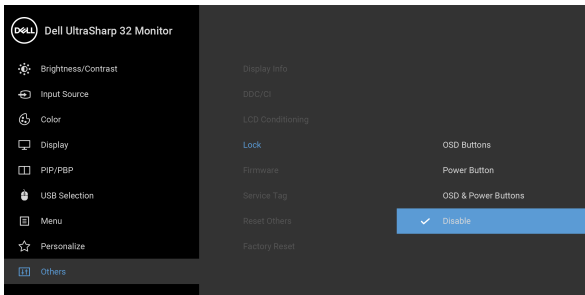 DELL Dell UltraSharp 32 Monitor
Brightness/Contrast
Input Source
Color
Display
PIP/PBP
USB Selection
Menu
Personalize
Others
Display Info
DDC/CI
LCD Conditioning
Lock
Firmware
Service Tag
Reset Others
Factory Reset
OSD Buttons
Power Button
OSD & Power Buttons
Disable